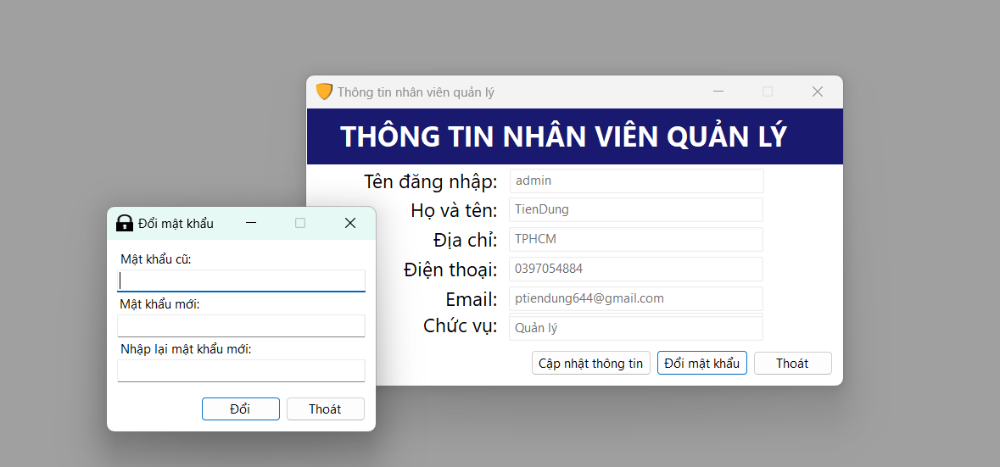 Thông tin nhân viên quản lý
THÔNG TIN NHÂN VIÊN QUẢN LÝ
Tên đăng nhập: admin
Họ và tên: TienDung
Địa chỉ: TPHCM
Điện thoại: 0397054884
Email: ptiendung644@gmail.com
Chức vụ: Quản lý
Cập nhật thông tin Đổi mật khẩu Thoát
Đổi mật khẩu
Mật khẩu cũ:
Mật khẩu mới:
Nhập lại mật khẩu mới:
Đổi Thoát